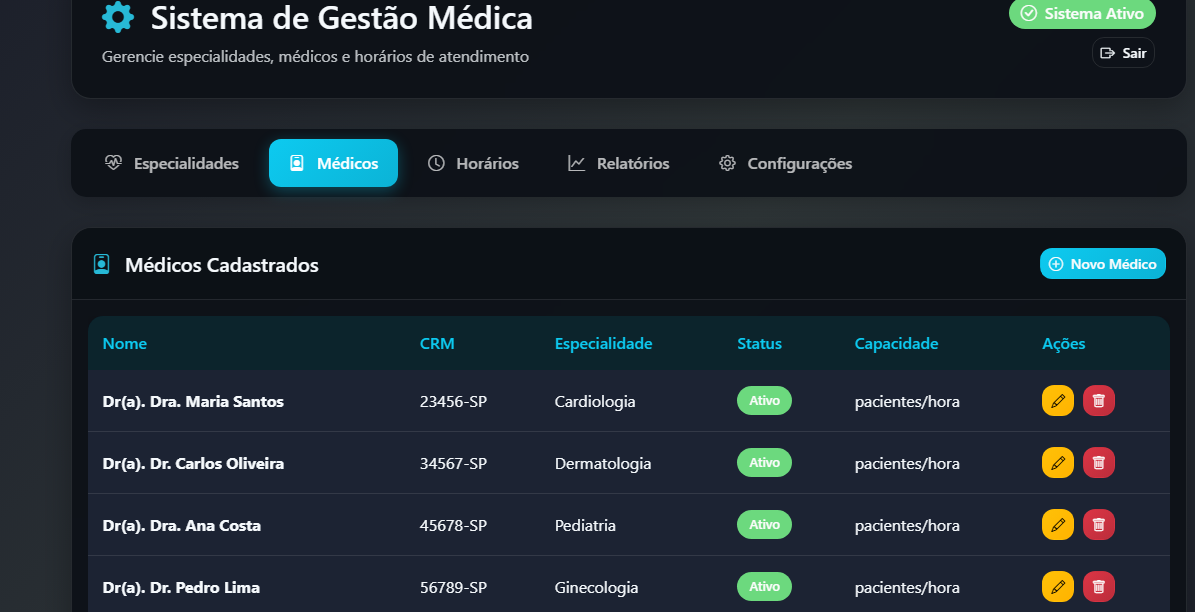 Sistema de Gestão Médica
Sistema Ativo
Gerencie especialidades, médicos e horários de atendimento
Sair
Especialidades Médicos Horários Relatórios Configurações
Médicos Cadastrados
Novo Médico
Nome CRM Especialidade Status Capacidade Ações
Dr(a). Dra. Maria Santos 23456-SP Cardiologia Ativo pacientes/hora
Dr(a). Dr. Carlos Oliveira 34567-SP Dermatologia Ativo pacientes/hora
Dr(a). Dra. Ana Costa 45678-SP Pediatria Ativo pacientes/hora
Dr(a). Dr. Pedro Lima 56789-SP Ginecologia Ativo pacientes/hora